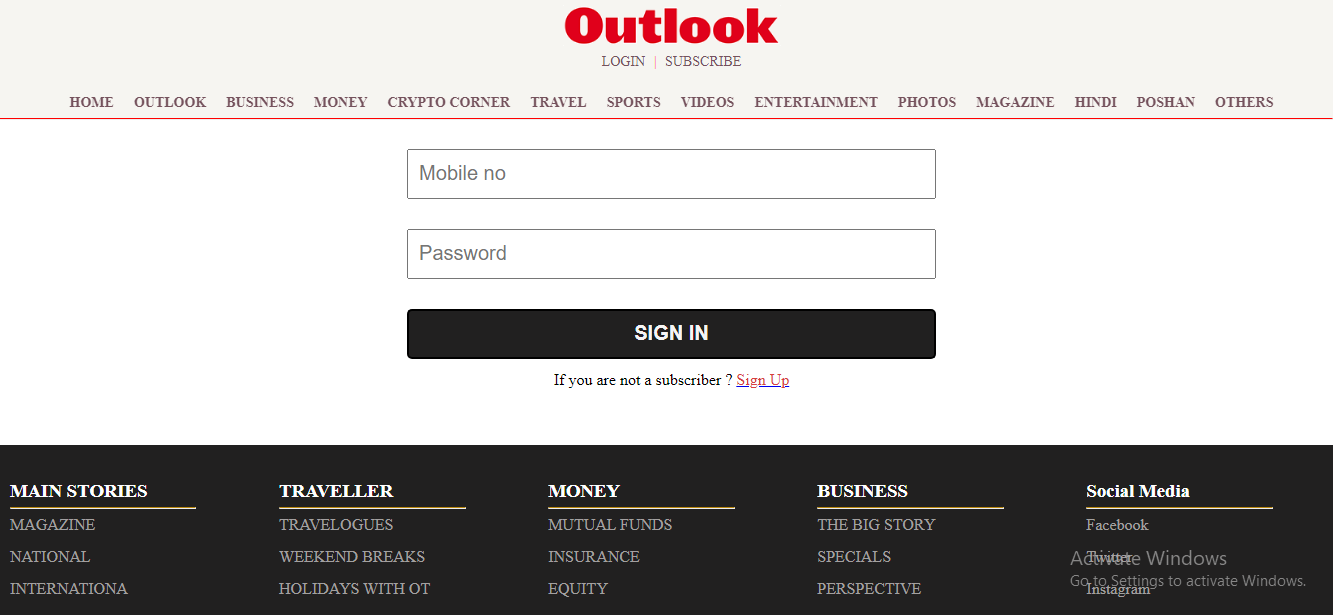 Outlook
LOGIN | SUBSCRIBE
HOME OUTLOOK BUSINESS MONEY CRYPTO CORNER TRAVEL SPORTS VIDEOS ENTERTAINMENT PHOTOS MAGAZINE HINDI POSHAN OTHERS
Mobile no
Password
SIGN IN
If you are not a subscriber ? Sign Up
MAIN STORIES TRAVELLER MONEY BUSINESS Social Media
MAGAZINE TRAVELOGUES MUTUAL FUNDS THE BIG STORY Facebook
NATIONAL WEEKEND BREAKS INSURANCE SPECIALS Twitter
Activate Windows
INTERNATIONA HOLIDAYS WITH OT EQUITY PERSPECTIVE Instagram
Go to Settings to activate Windows.